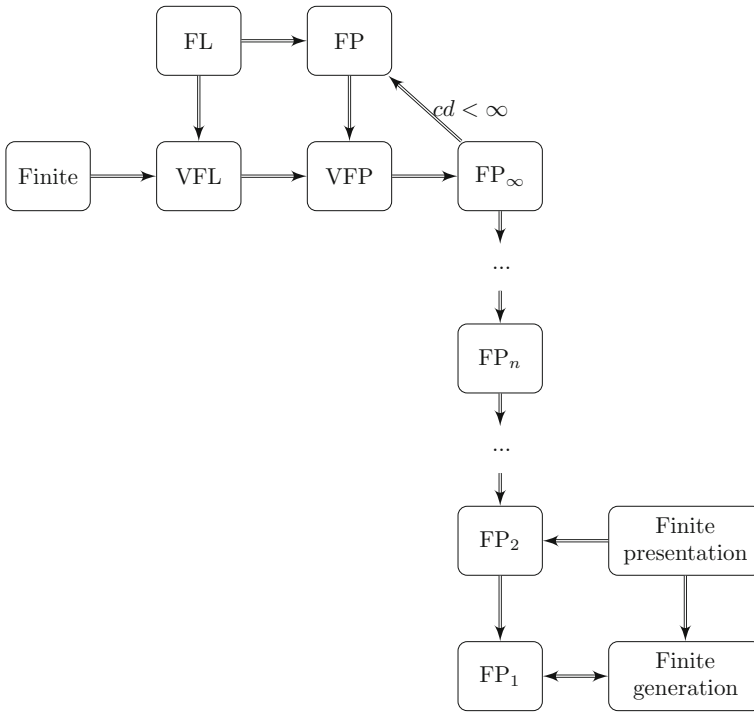 FL
FP
cd < ∞
Finite
VFL
VFP
FP∞
...
FPn
...
FP2
Finite
presentation
FP1
Finite
generation